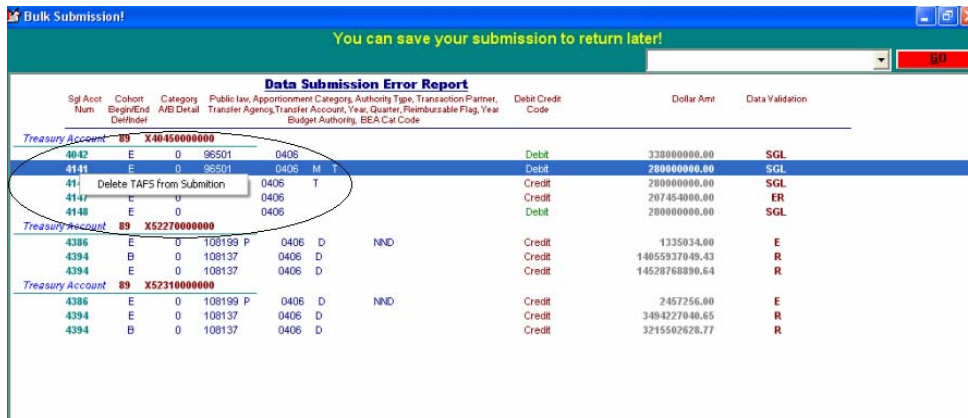 Bulk Submission!
You can save your submission to return later!
GO
Data Submission Error Report
Sgl Acct Num Cohort Begin/End Def/Indef Category A/B Detail Public law, Apportionment Category, Authority Type, Transaction Partner, Transfer Agency, Transfer Account, Year, Quarter, Reimbursable Flag, Year Budget Authority, BEA Cat Code Debit Credit Code Dollar Amt Data Validation
Treasury Account 89 X40450000000
4042 E 0 96501 0406 Debit 338000000.00 SGL
4141 E 0 96501 0406 M T Debit 280000000.00 SGL
Delete TAFS from Submition 0406 T Credit 280000000.00 SGL
4147 E 0 0406 Credit 207454000.00 ER
4148 E 0 0406 Debit 280000000.00 SGL
Treasury Account 89 X52270000000
4386 E 0 108199 P 0406 D NND Credit 1335034.00 E
4394 B 0 108137 0406 D Credit 14055937049.43 R
4394 E 0 108137 0406 D Credit 14528768890.64 R
Treasury Account 89 X52310000000
4386 E 0 108199 P 0406 D NND Credit 2457256.00 E
4394 E 0 108137 0406 D Credit 3494227040.65 R
4394 B 0 108137 0406 D Credit 3215502628.77 R